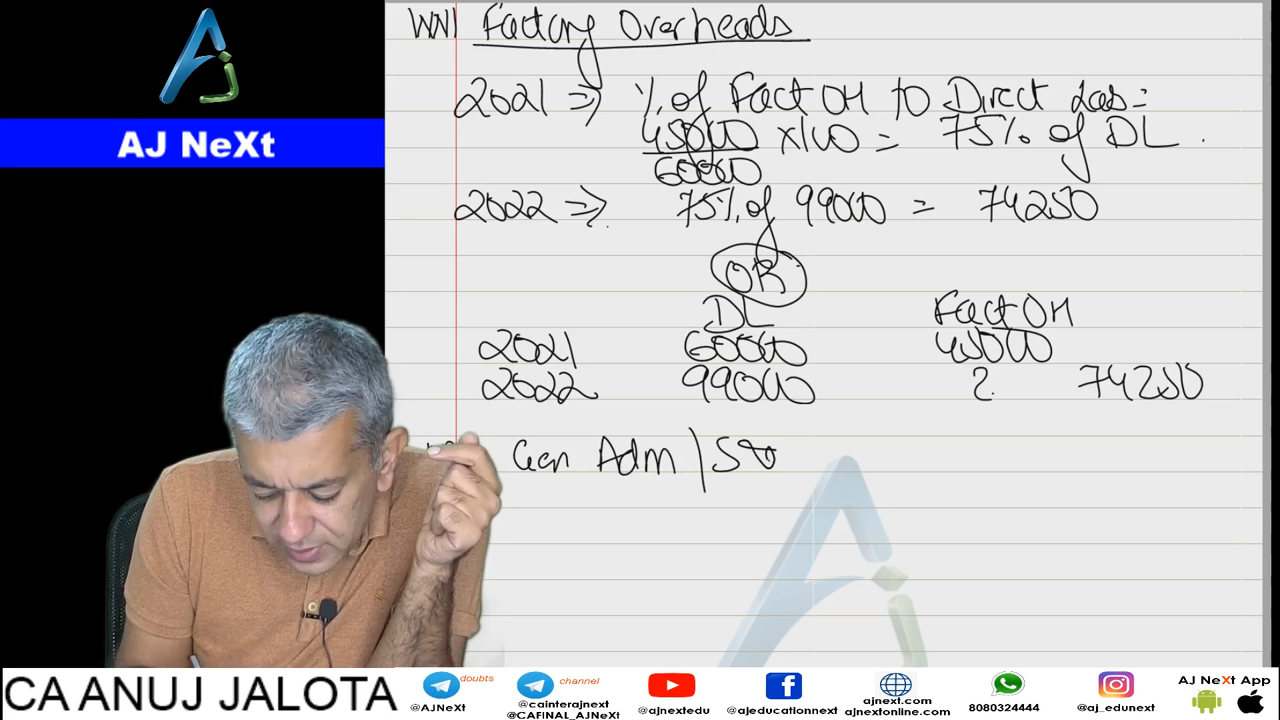 AJ NeXt
WN1 Factory Overheads
2021 ⇒ % of Fact OH to Direct Lab =
45000/60000 x100 = 75% of DL.
2022 ⇒ 75% of 99000 = 74250
OR
DL Fact OH
2021 60000 45000
2022 99000 ? 74250
Gen Adm | S
CA ANUJ JALOTA
doubts
@AJNeXt
channel
@cainterajnext
@CAFINAL_AJNeXt
@ajnextedu
@ajeducationnext
ajnext.com
ajnextonline.com
8080324444
@aj_edunext
AJ NeXt App